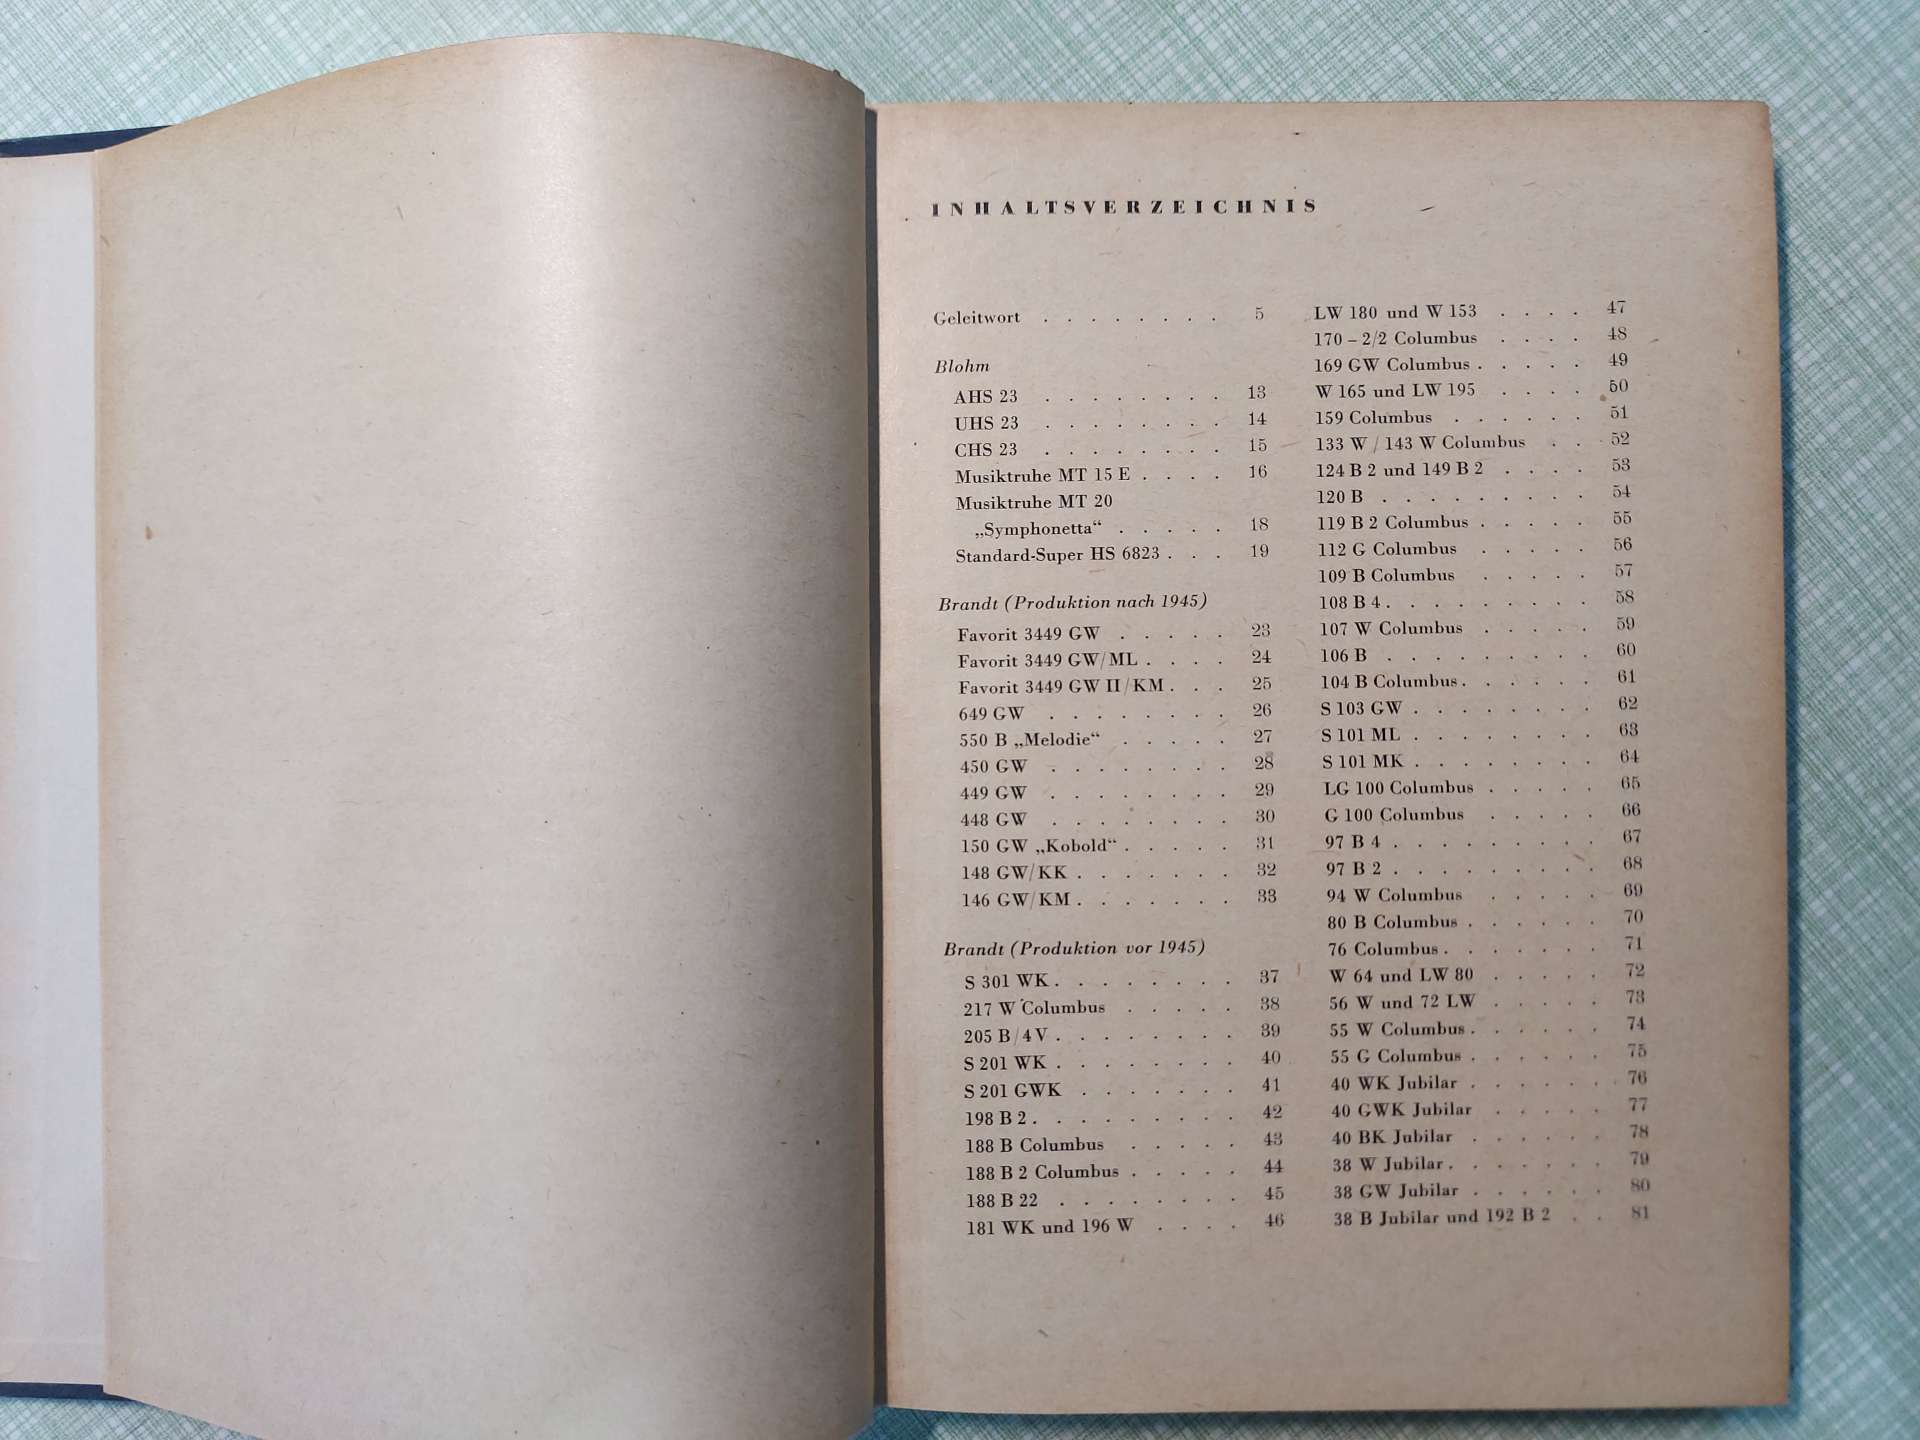 INHALTSVERZEICHNIS
Geleitwort . . . . . . . . 5
Blohm
AHS 23 . . . . . . . . 13
UHS 23 . . . . . . . . 14
CHS 23 . . . . . . . . 15
Musiktruhe MT 15 E . . . . 16
Musiktruhe MT 20
„Symphonetta“ . . . . . 18
Standard-Super HS 6823 . . . 19
Brandt (Produktion nach 1945)
Favorit 3449 GW . . . . . 23
Favorit 3449 GW/ML . . . . 24
Favorit 3449 GW II/KM . . . 25
649 GW . . . . . . . . 26
550 B „Melodie“ . . . . . 27
450 GW . . . . . . . . 28
449 GW . . . . . . . . 29
448 GW . . . . . . . . 30
150 GW „Kobold“ . . . . . 31
148 GW/KK . . . . . . . 32
146 GW/KM . . . . . . . 33
Brandt (Produktion vor 1945)
S 301 WK . . . . . . . . 37
217 W Columbus . . . . . 38
205 B/4 V . . . . . . . . 39
S 201 WK . . . . . . . . 40
S 201 GWK . . . . . . . 41
198 B 2 . . . . . . . . . 42
188 B Columbus . . . . . 43
188 B 2 Columbus . . . . . 44
188 B 22 . . . . . . . . 45
181 WK und 196 W . . . . 46
LW 180 und W 153 . . . . 47
170 – 2/2 Columbus . . . . 48
169 GW Columbus . . . . . 49
W 165 und LW 195 . . . . 50
159 Columbus . . . . . . 51
133 W / 143 W Columbus . . 52
124 B 2 und 149 B 2 . . . . 53
120 B . . . . . . . . . 54
119 B 2 Columbus . . . . . 55
112 G Columbus . . . . . 56
109 B Columbus . . . . . 57
108 B 4 . . . . . . . . . 58
107 W Columbus . . . . . 59
106 B . . . . . . . . . 60
104 B Columbus . . . . . . 61
S 103 GW . . . . . . . . 62
S 101 ML . . . . . . . . 63
S 101 MK . . . . . . . . 64
LG 100 Columbus . . . . . 65
G 100 Columbus . . . . . 66
97 B 4 . . . . . . . . . 67
97 B 2 . . . . . . . . . 68
94 W Columbus . . . . . 69
80 B Columbus . . . . . . 70
76 Columbus . . . . . . . 71
W 64 und LW 80 . . . . . 72
56 W und 72 LW . . . . . 73
55 W Columbus . . . . . . 74
55 G Columbus . . . . . . 75
40 WK Jubilar . . . . . . 76
40 GWK Jubilar . . . . . 77
40 BK Jubilar . . . . . . 78
38 W Jubilar . . . . . . . 79
38 GW Jubilar . . . . . . 80
38 B Jubilar und 192 B 2 . . 81